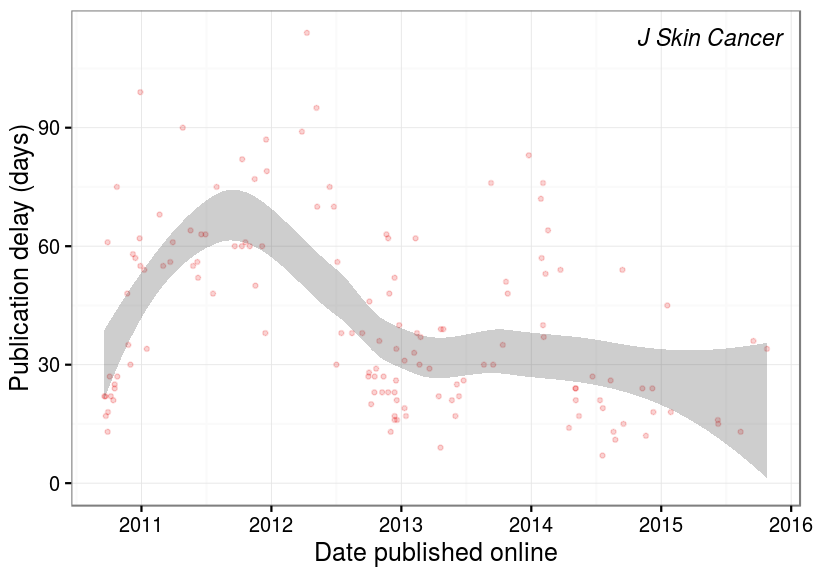 J Skin Cancer
Publication delay (days)
90
60
30
0
2011 2012 2013 2014 2015 2016
Date published online